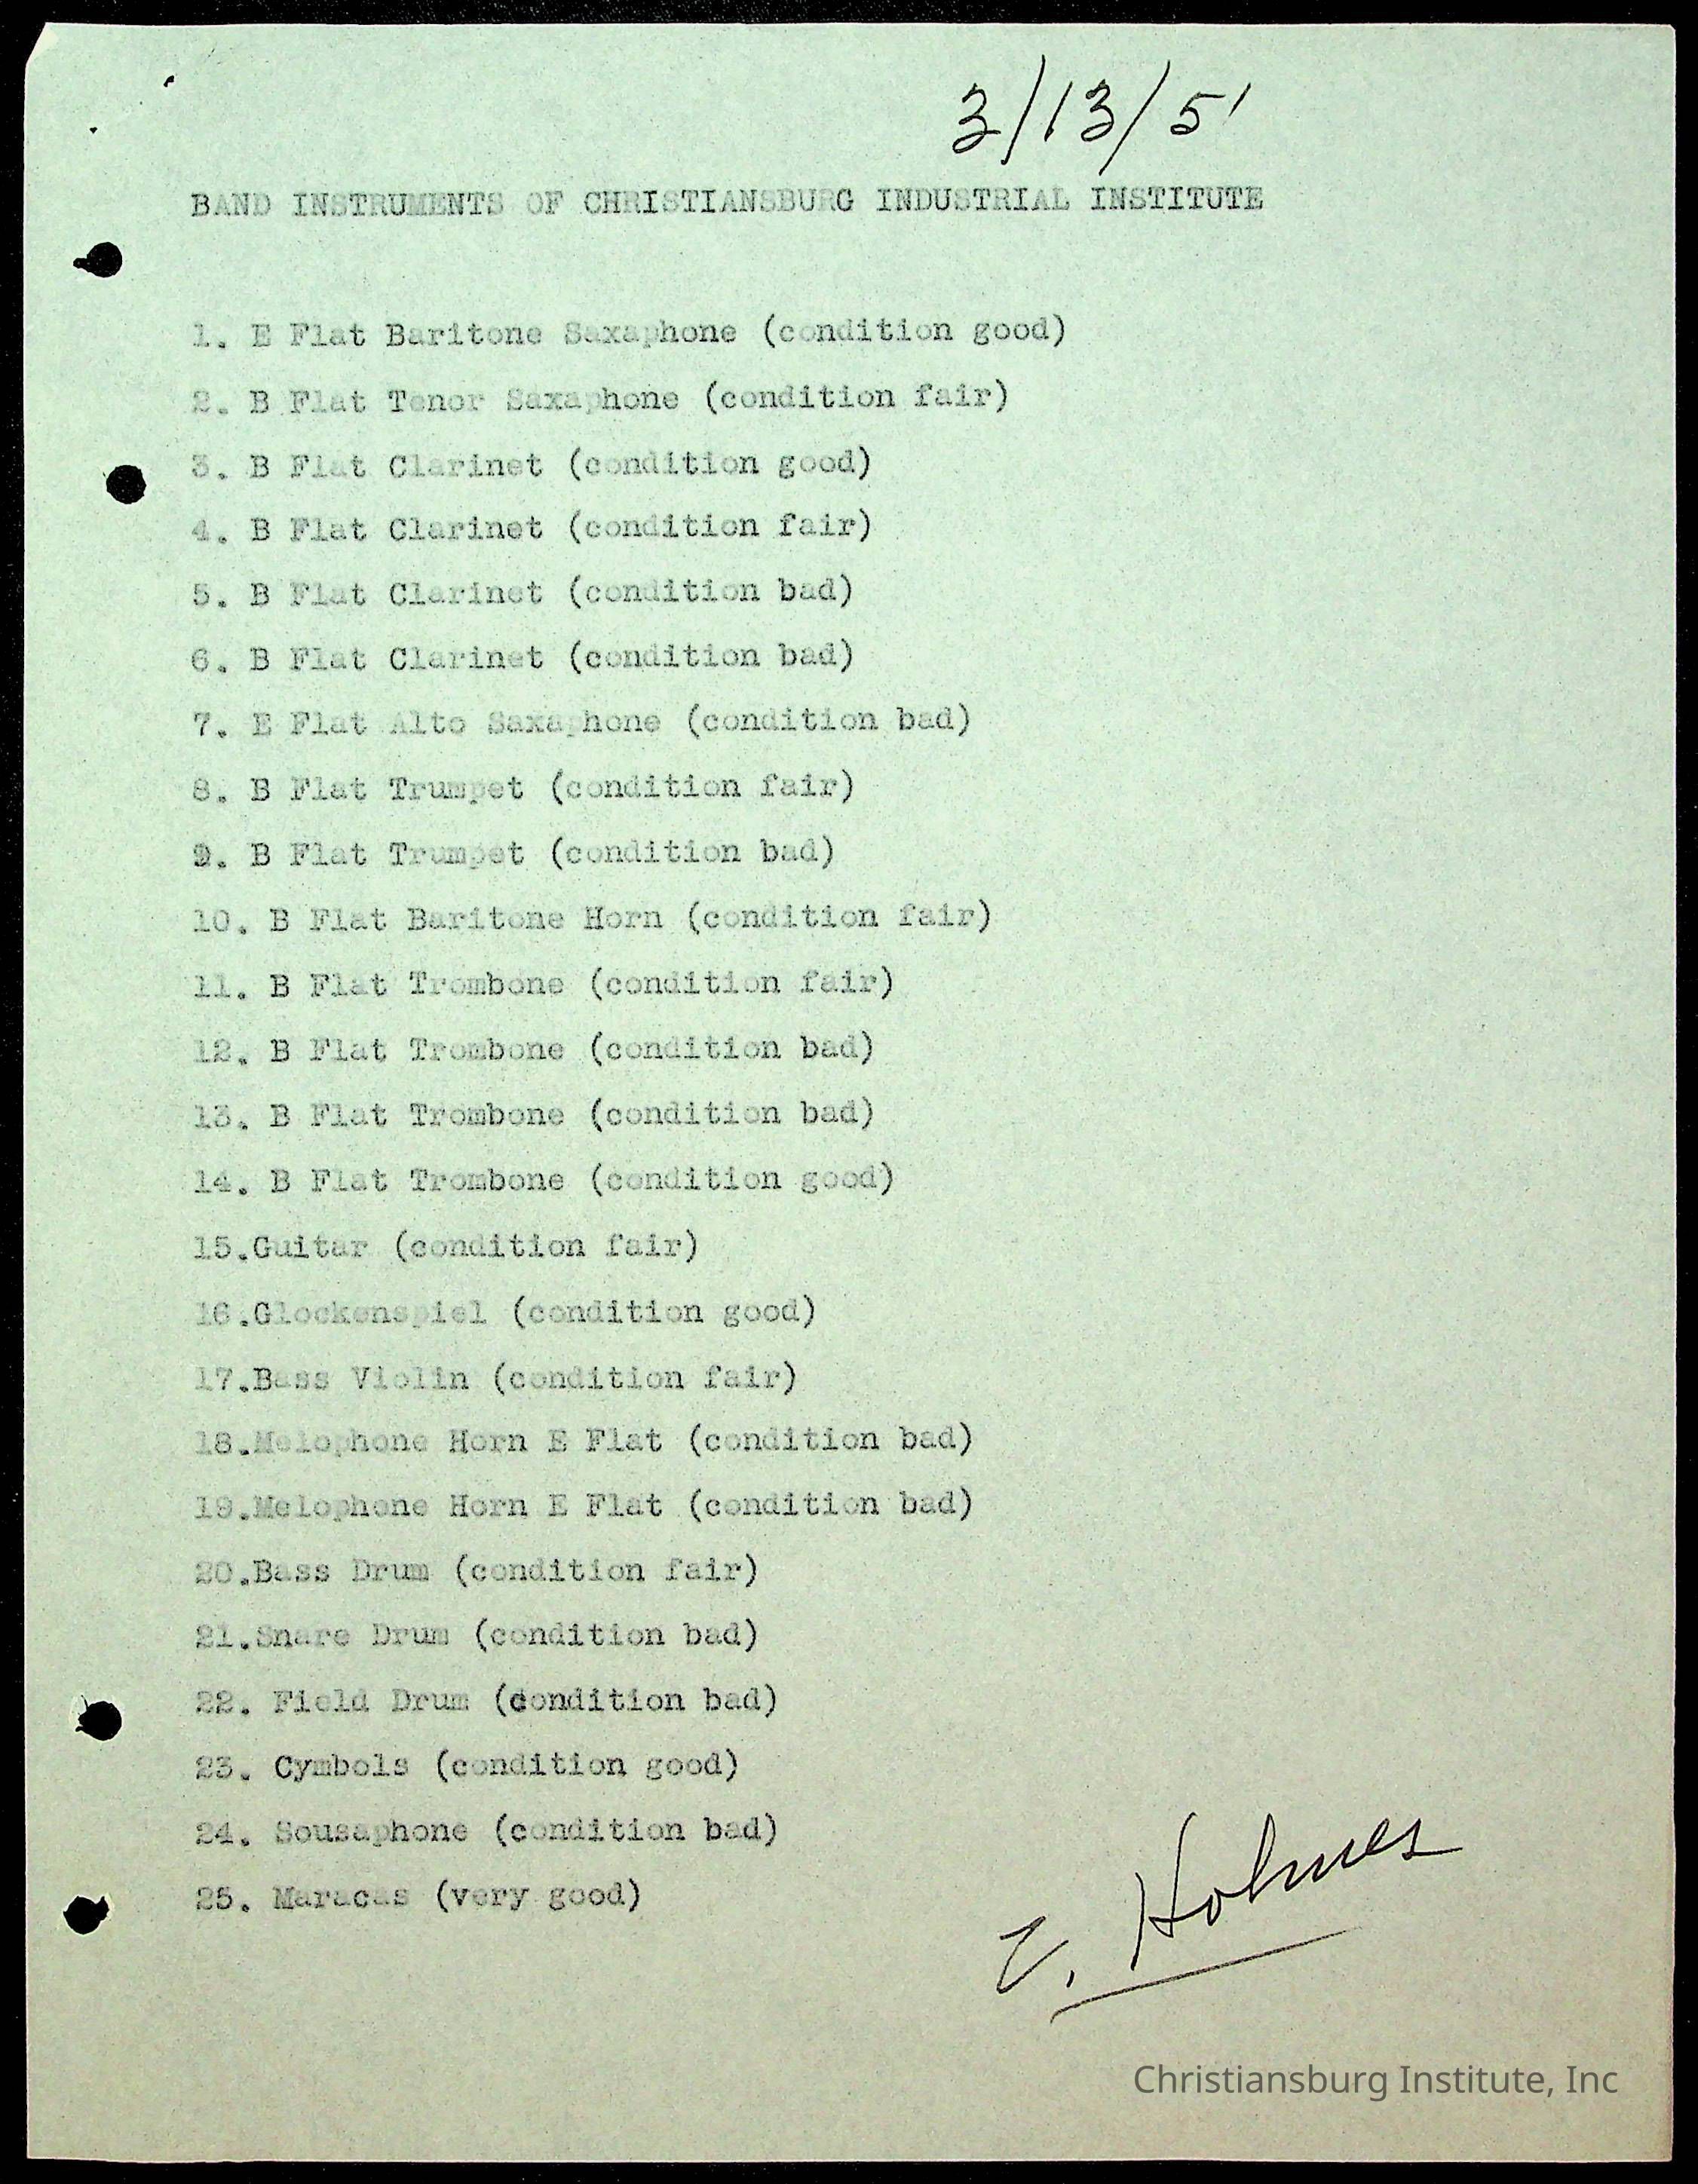 3/13/51
BAND INSTRUMENTS OF CHRISTIANSBURG INDUSTRIAL INSTITUTE
1. E Flat Baritone Saxaphone (condition good)
2. B Flat Tenor Saxaphone (condition fair)
3. B Flat Clarinet (condition good)
4. B Flat Clarinet (condition fair)
5. B Flat Clarinet (condition bad)
6. B Flat Clarinet (condition bad)
7. E Flat Alto Saxaphone (condition bad)
8. B Flat Trumpet (condition fair)
9. B Flat Trumpet (condition bad)
10. B Flat Baritone Horn (condition fair)
11. B Flat Trombone (condition fair)
12. B Flat Trombone (condition bad)
13. B Flat Trombone (condition bad)
14. B Flat Trombone (condition good)
15.Guitar (condition fair)
16.Glockenspiel (condition good)
17.Bass Violin (condition fair)
18.Melophone Horn E Flat (condition bad)
19.Melophone Horn E Flat (condition bad)
20.Bass Drum (condition fair)
21.Snare Drum (condition bad)
22. Field Drum (condition bad)
23. Cymbols (condition good)
24. Sousaphone (condition bad)
25. Maracas (very good)
Holmes
Christiansburg Institute, Inc